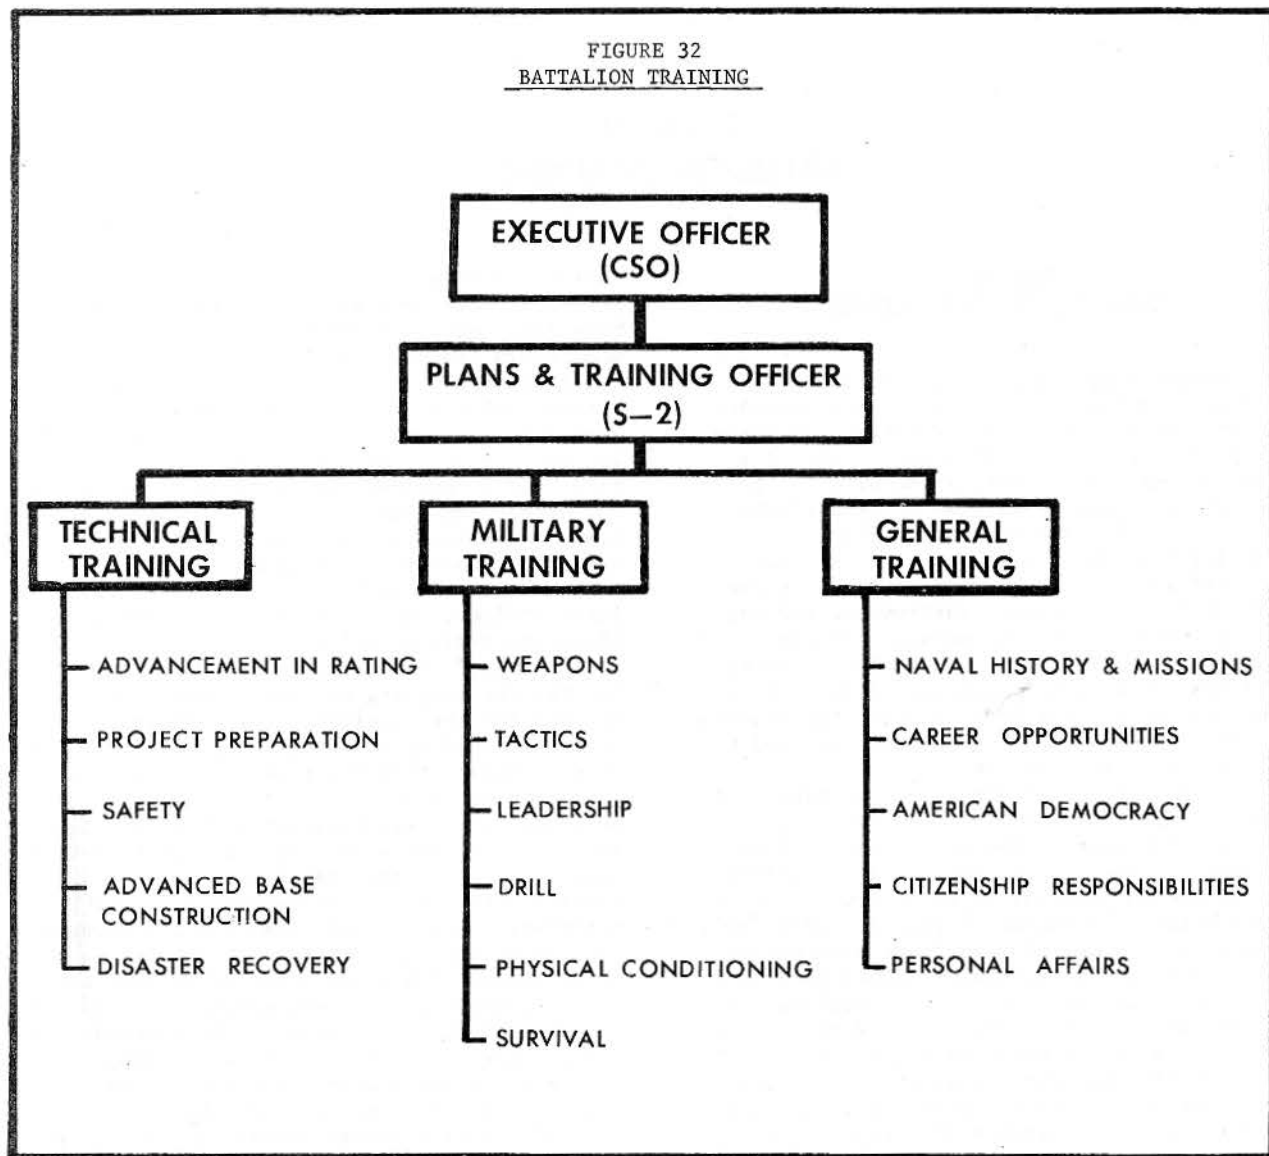 FIGURE 32
BATTALION TRAINING
EXECUTIVE OFFICER
(CSO)
PLANS & TRAINING OFFICER
(S-2)
TECHNICAL
TRAINING
MILITARY
TRAINING
GENERAL
TRAINING
ADVANCEMENT IN RATING
PROJECT PREPARATION
SAFETY
ADVANCED BASE
CONSTRUCTION
DISASTER RECOVERY
WEAPONS
TACTICS
LEADERSHIP
DRILL
PHYSICAL CONDITIONING
SURVIVAL
NAVAL HISTORY & MISSIONS
CAREER OPPORTUNITIES
AMERICAN DEMOCRACY
CITIZENSHIP RESPONSIBILITIES
PERSONAL AFFAIRS